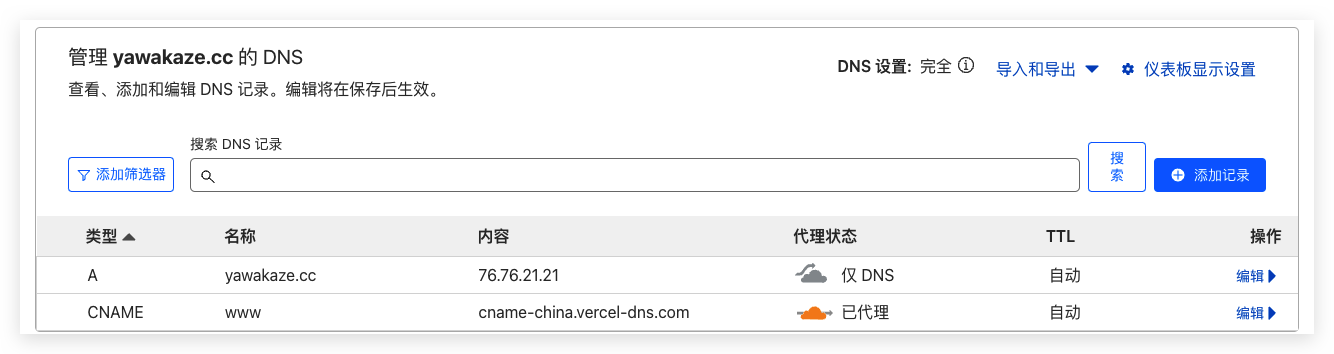 管理 yawakaze.cc 的 DNS
查看、添加和编辑 DNS 记录。编辑将在保存后生效。
DNS 设置: 完全
导入和导出
仪表板显示设置
搜索 DNS 记录
添加筛选器
搜
索
添加记录
类型 名称 内容 代理状态 TTL 操作
A yawakaze.cc 76.76.21.21 仅 DNS 自动 编辑
CNAME www cname-china.vercel-dns.com 已代理 自动 编辑